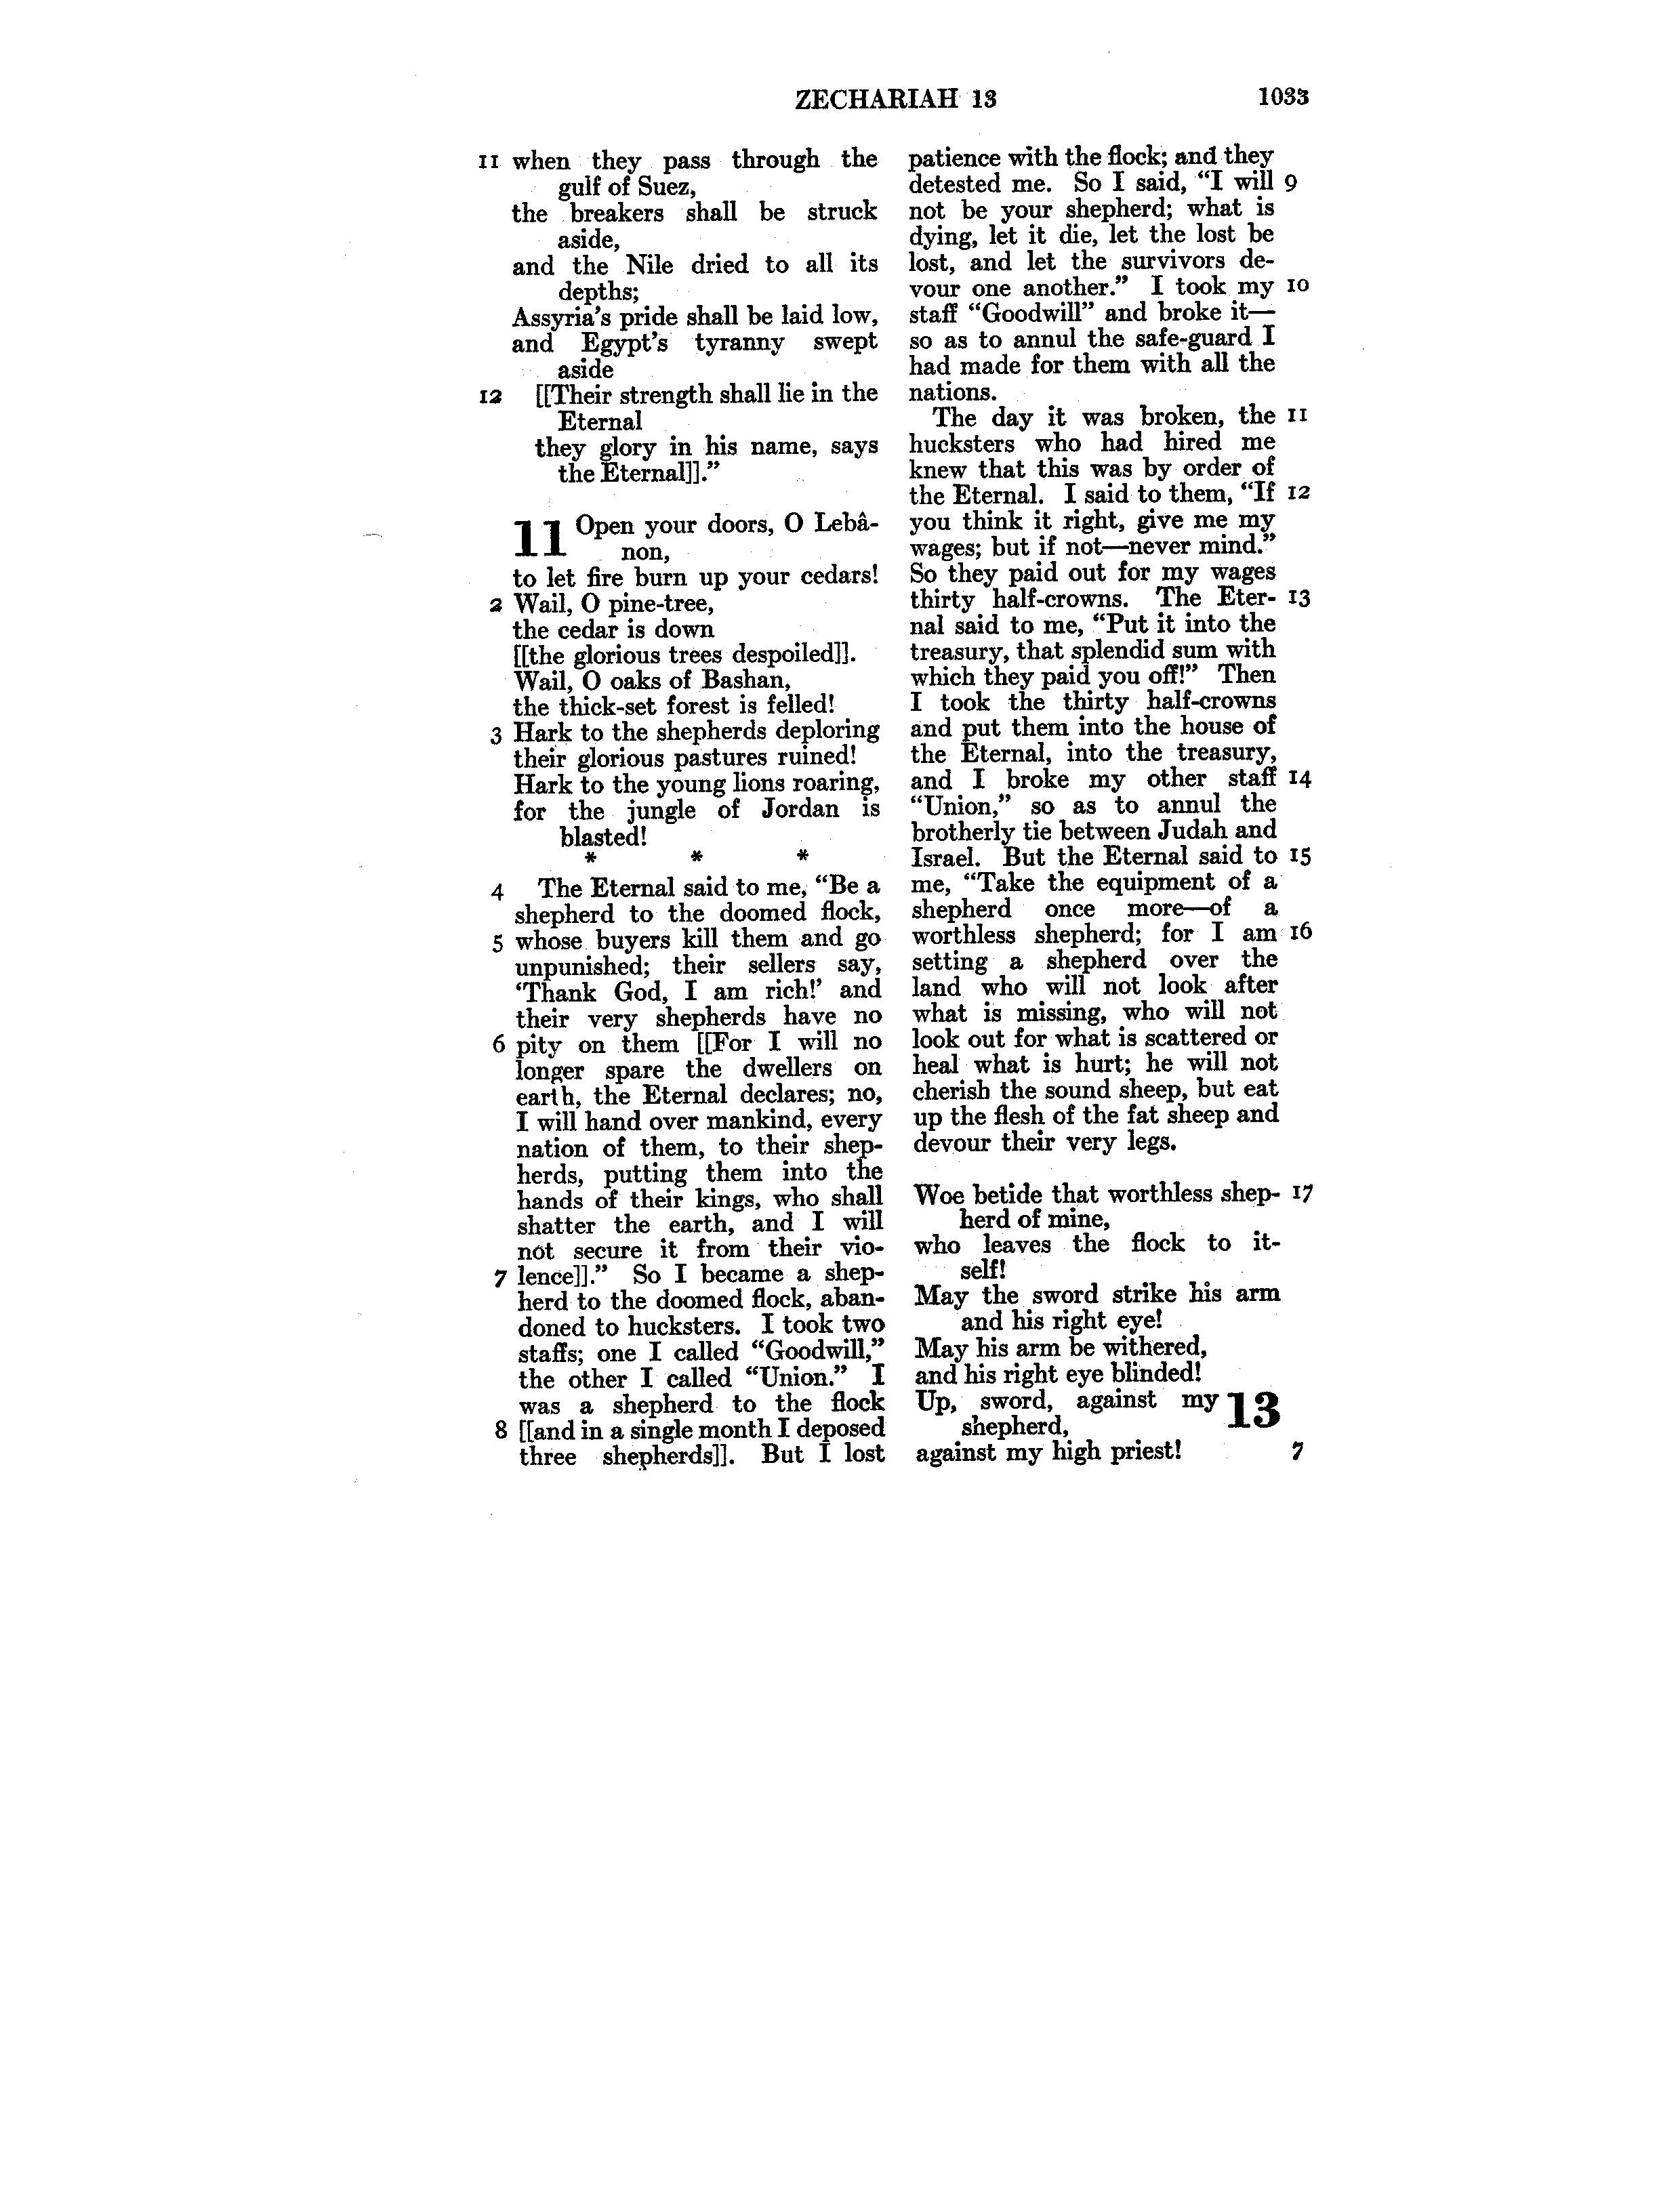 ZECHARIAH 13 1033
11 when they pass through the
gulf of Suez,
the breakers shall be struck
aside,
and the Nile dried to all its
depths;
Assyria's pride shall be laid low,
and Egypt's tyranny swept
aside
12 [[Their strength shall lie in the
Eternal
they glory in his name, says
the Eternal]].”
11 Open your doors, O Lebâ-
non,
to let fire burn up your cedars!
2 Wail, O pine-tree,
the cedar is down
[[the glorious trees despoiled]].
Wail, O oaks of Bashan,
the thick-set forest is felled!
3 Hark to the shepherds deploring
their glorious pastures ruined!
Hark to the young lions roaring,
for the jungle of Jordan is
blasted!
* * *
4 The Eternal said to me, “Be a
shepherd to the doomed flock,
5 whose buyers kill them and go
unpunished; their sellers say,
‘Thank God, I am rich!’ and
their very shepherds have no
6 pity on them [[For I will no
longer spare the dwellers on
earth, the Eternal declares; no,
I will hand over mankind, every
nation of them, to their shep-
herds, putting them into the
hands of their kings, who shall
shatter the earth, and I will
not secure it from their vio-
7 lence]].” So I became a shep-
herd to the doomed flock, aban-
doned to hucksters. I took two
staffs; one I called “Goodwill,”
the other I called “Union.” I
was a shepherd to the flock
8 [[and in a single month I deposed
three shepherds]]. But I lost
patience with the flock; and they
detested me. So I said, “I will 9
not be your shepherd; what is
dying, let it die, let the lost be
lost, and let the survivors de-
vour one another.” I took my 10
staff “Goodwill” and broke it—
so as to annul the safe-guard I
had made for them with all the
nations.
The day it was broken, the 11
hucksters who had hired me
knew that this was by order of
the Eternal. I said to them, “If 12
you think it right, give me my
wages; but if not—never mind.”
So they paid out for my wages
thirty half-crowns. The Eter- 13
nal said to me, “Put it into the
treasury, that splendid sum with
which they paid you off!” Then
I took the thirty half-crowns
and put them into the house of
the Eternal, into the treasury,
and I broke my other staff 14
“Union,” so as to annul the
brotherly tie between Judah and
Israel. But the Eternal said to 15
me, “Take the equipment of a
shepherd once more—of a
worthless shepherd; for I am 16
setting a shepherd over the
land who will not look after
what is missing, who will not
look out for what is scattered or
heal what is hurt; he will not
cherish the sound sheep, but eat
up the flesh of the fat sheep and
devour their very legs.
Woe betide that worthless shep- 17
herd of mine,
who leaves the flock to it-
self!
May the sword strike his arm
and his right eye!
May his arm be withered,
and his right eye blinded!
Up, sword, against my 13
shepherd,
against my high priest! 7